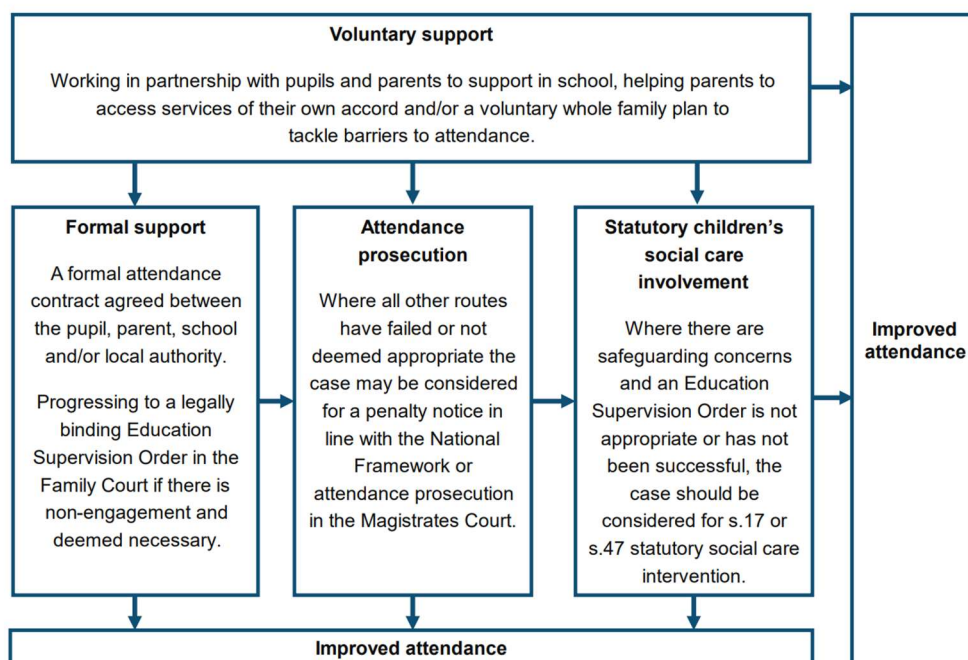 Voluntary support
Working in partnership with pupils and parents to support in school, helping parents to
access services of their own accord and/or a voluntary whole family plan to
tackle barriers to attendance.
Formal support
A formal attendance
contract agreed between
the pupil, parent, school
and/or local authority.
Progressing to a legally
binding Education
Supervision Order in the
Family Court if there is
non-engagement and
deemed necessary.
Attendance
prosecution
Where all other routes
have failed or not
deemed appropriate the
case may be considered
for a penalty notice in
line with the National
Framework or
attendance prosecution
in the Magistrates Court.
Statutory children’s
social care
involvement
Where there are
safeguarding concerns
and an Education
Supervision Order is not
appropriate or has not
been successful, the
case should be
considered for s.17 or
s.47 statutory social care
intervention.
Improved
attendance
Improved attendance